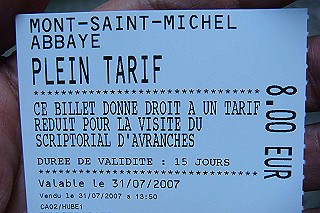 MONT-SAINT-MICHEL
ABBAYE
PLEIN TARIF
********************************
CE BILLET DONNE DROIT A UN TARIF
REDUIT POUR LA VISITE DU
SCRIPTORIAL D'AVRANCHES
DUREE DE VALIDITE : 15 JOURS
********************************
Valable le 31/07/2007
Vendu le 31/07/2007 a 13:50
CA02/HUBE1
8,00 EUR